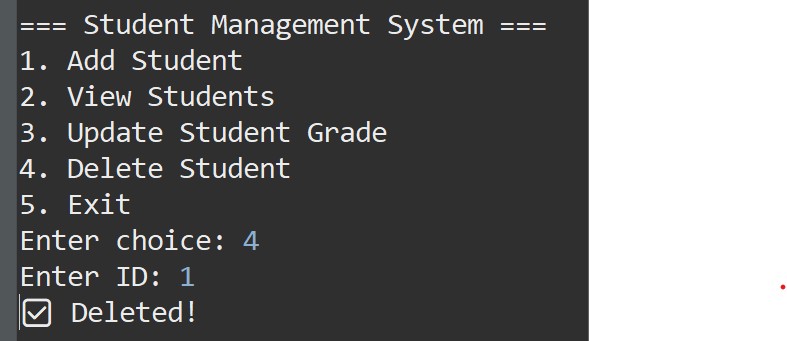 === Student Management System ===
1. Add Student
2. View Students
3. Update Student Grade
4. Delete Student
5. Exit
Enter choice: 4
Enter ID: 1
☑ Deleted!